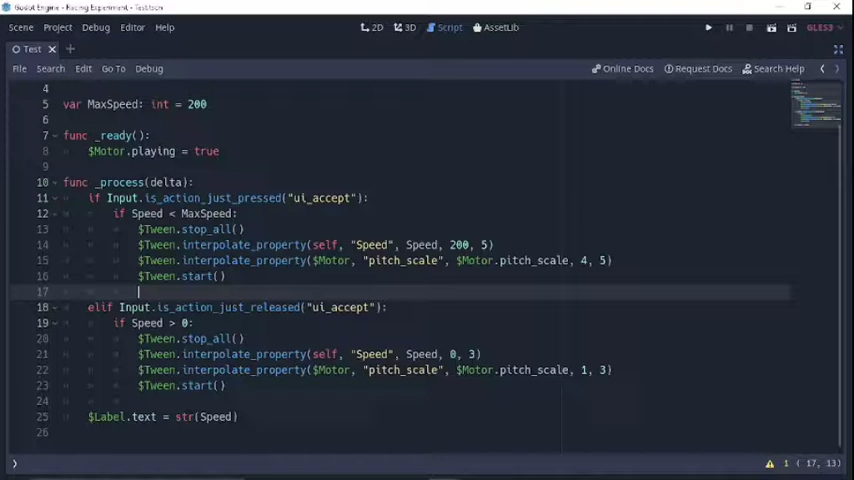 Godot Engine - Racing Experiment - Test.tscn
Scene Project Debug Editor Help 2D 3D Script AssetLib GLES3
Test
File Search Edit Go To Debug Online Docs Request Docs Search Help
4
5 var MaxSpeed: int = 200
6
7 func _ready():
8 $Motor.playing = true
9
10 func _process(delta):
11 if Input.is_action_just_pressed("ui_accept"):
12 if Speed < MaxSpeed:
13 $Tween.stop_all()
14 $Tween.interpolate_property(self, "Speed", Speed, 200, 5)
15 $Tween.interpolate_property($Motor, "pitch_scale", $Motor.pitch_scale, 4, 5)
16 $Tween.start()
17
18 elif Input.is_action_just_released("ui_accept"):
19 if Speed > 0:
20 $Tween.stop_all()
21 $Tween.interpolate_property(self, "Speed", Speed, 0, 3)
22 $Tween.interpolate_property($Motor, "pitch_scale", $Motor.pitch_scale, 1, 3)
23 $Tween.start()
24
25 $Label.text = str(Speed)
26
1 ( 17, 13)